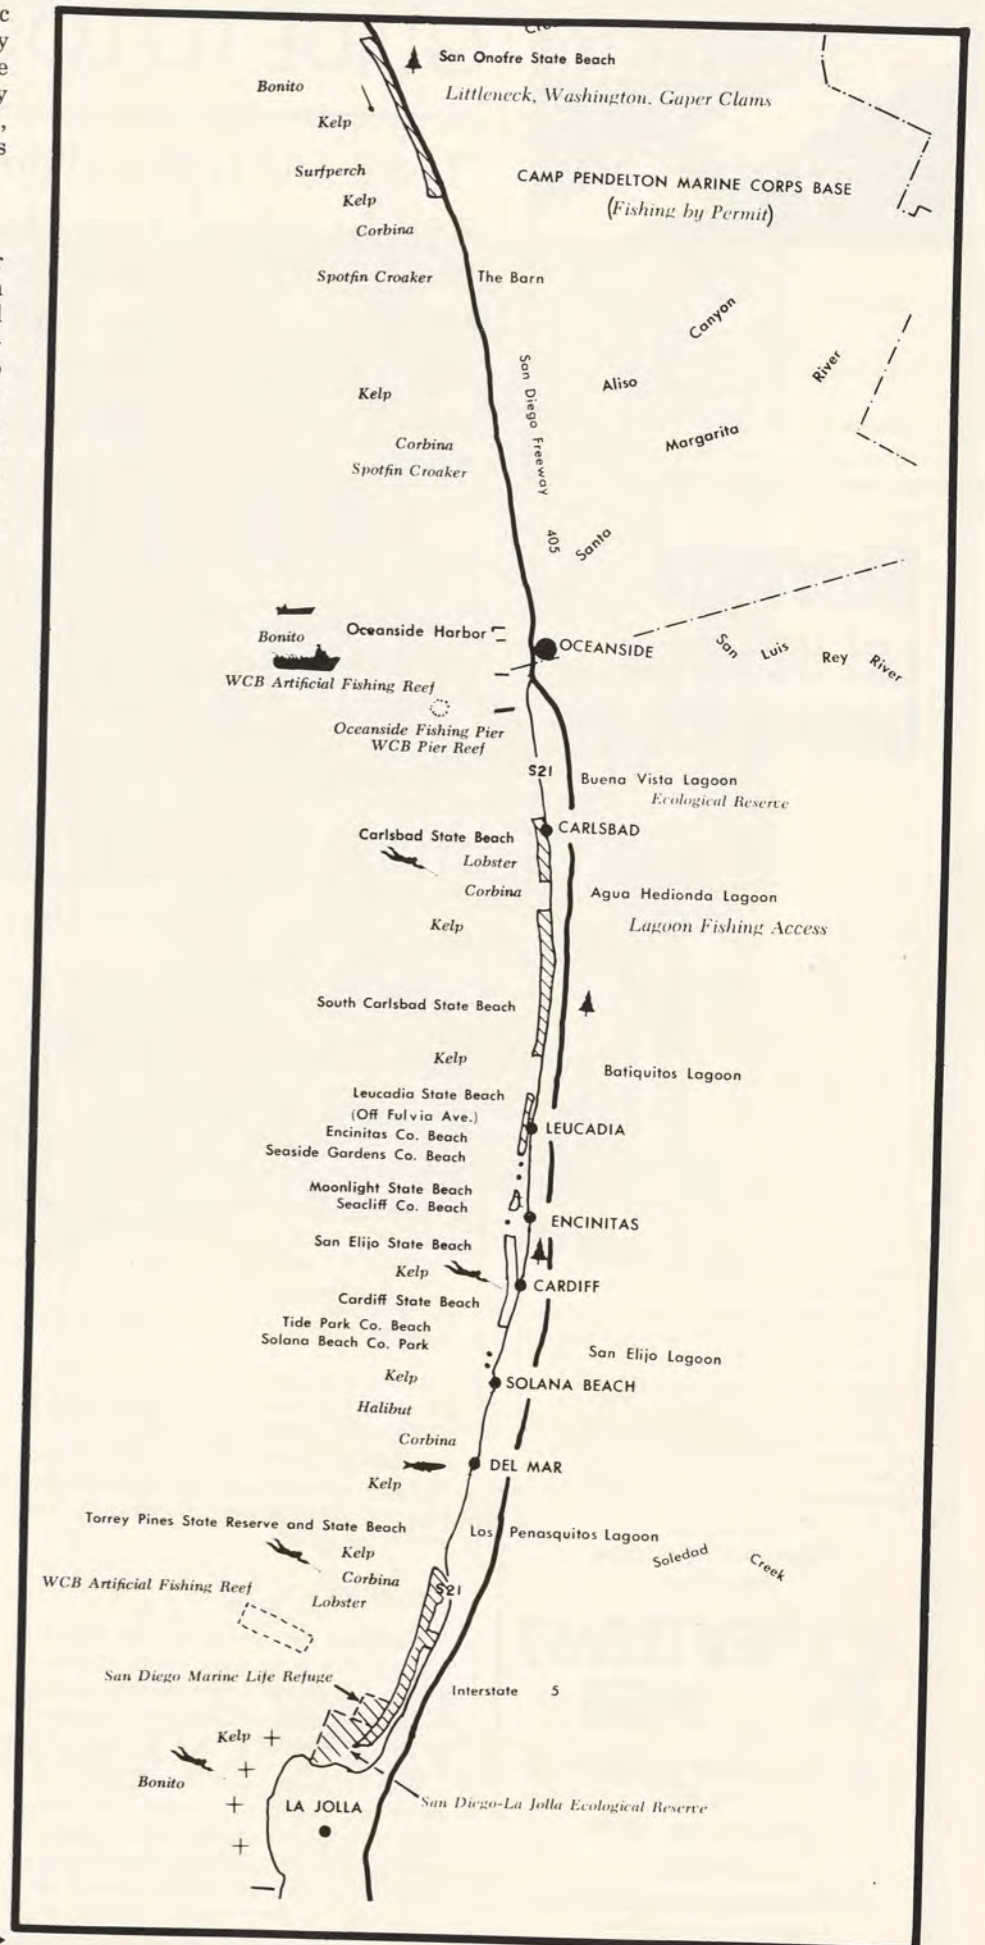 c
y
e
y
,
s
San Onofre State Beach
Littleneck, Washington, Gaper Clams
Bonito
Kelp
Surfperch
CAMP PENDELTON MARINE CORPS BASE
(Fishing by Permit)
Kelp
Corbina
Spotfin Croaker
The Barn
Canyon
Aliso
River
San Diego Freeway
Kelp
Margarita
Corbina
Spotfin Croaker
405
Santa
Oceanside Harbor
Bonito
OCEANSIDE
San Luis Rey River
WCB Artificial Fishing Reef
Oceanside Fishing Pier
WCB Pier Reef
S21
Buena Vista Lagoon
Ecological Reserve
CARLSBAD
Carlsbad State Beach
Lobster
Corbina
Agua Hedionda Lagoon
Kelp
Lagoon Fishing Access
South Carlsbad State Beach
Kelp
Batiquitos Lagoon
Leucadia State Beach
(Off Fulvia Ave.)
LEUCADIA
Encinitas Co. Beach
Seaside Gardens Co. Beach
Moonlight State Beach
Seacliff Co. Beach
ENCINITAS
San Elijo State Beach
Kelp
CARDIFF
Cardiff State Beach
Tide Park Co. Beach
Solana Beach Co. Park
San Elijo Lagoon
Kelp
SOLANA BEACH
Halibut
Corbina
DEL MAR
Kelp
Torrey Pines State Reserve and State Beach
Los Penasquitos Lagoon
Soledad Creek
Kelp
Corbina
WCB Artificial Fishing Reef
S21
Lobster
San Diego Marine Life Refuge
Interstate 5
Kelp
Bonito
San Diego-La Jolla Ecological Reserve
LA JOLLA